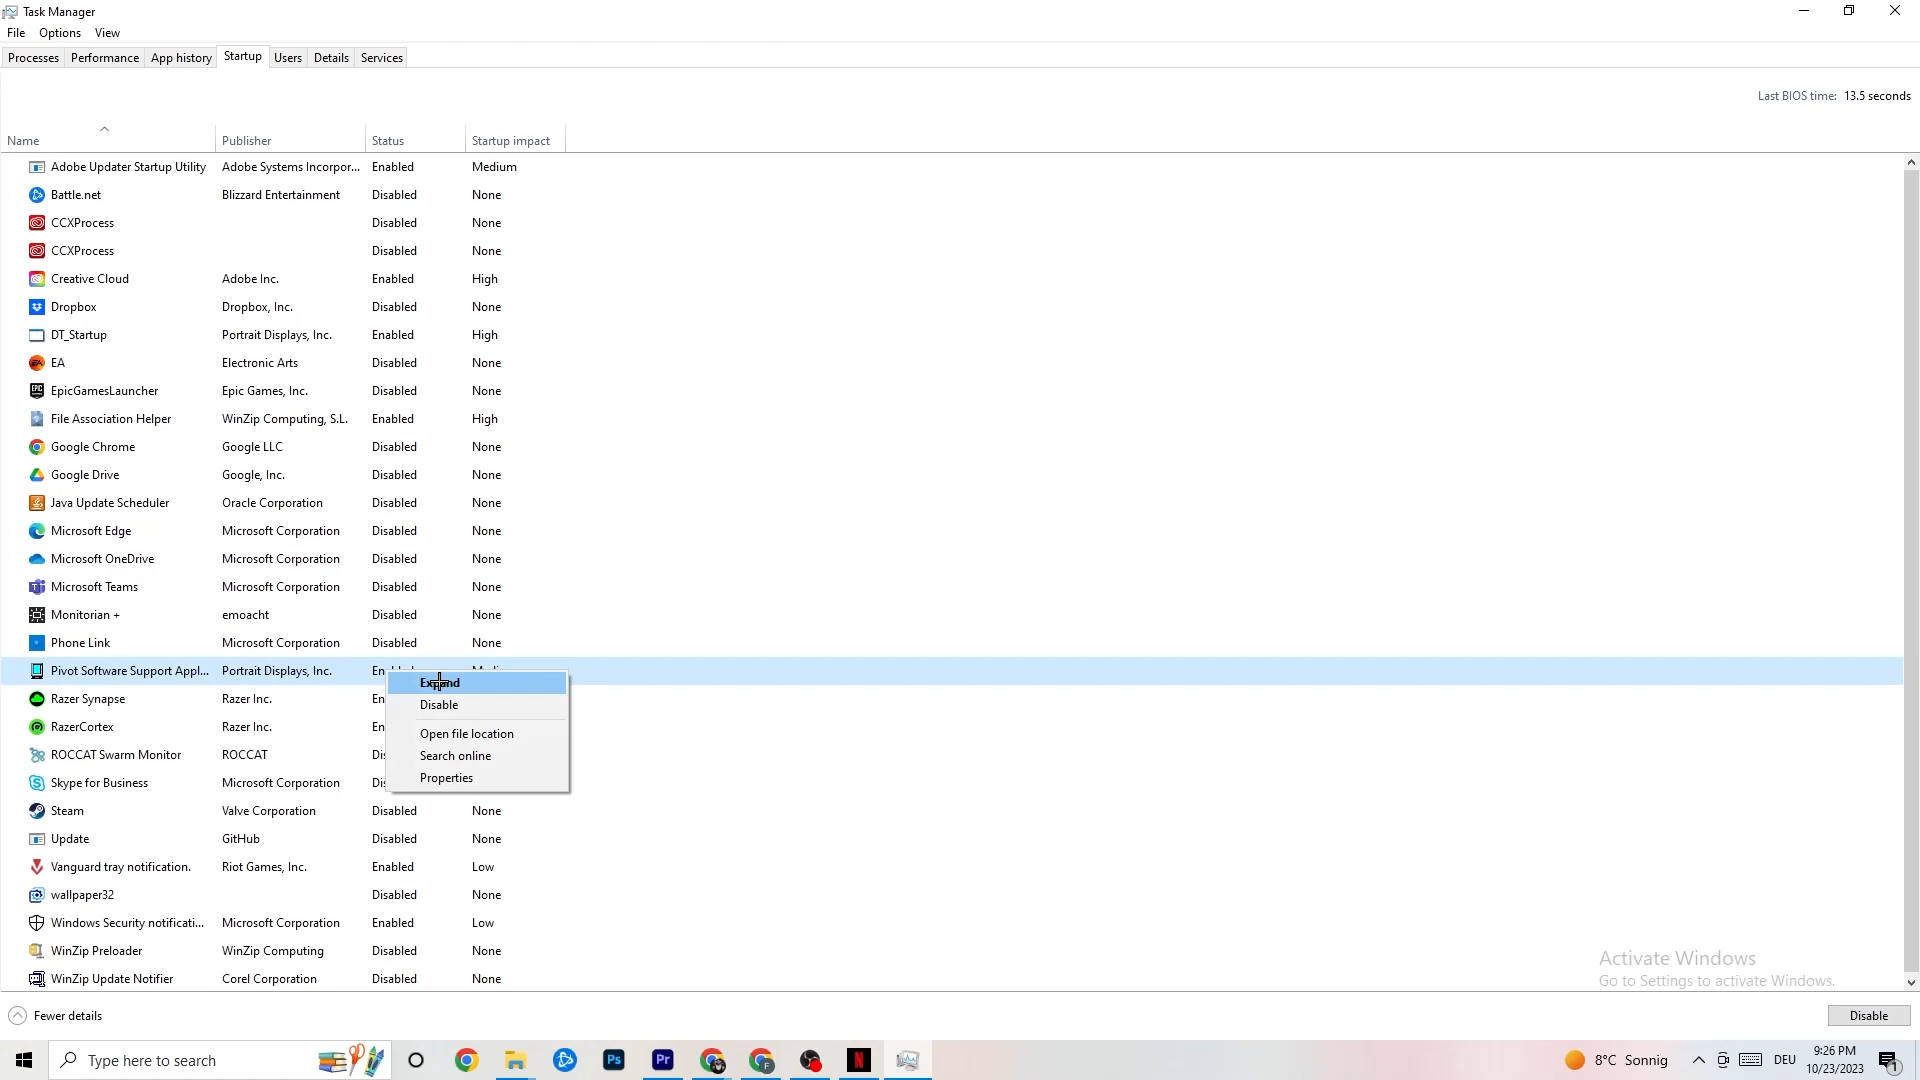 Task Manager
File Options View
Processes Performance App history Startup Users Details Services
Last BIOS time: 13.5 seconds
Name Publisher Status Startup impact
Adobe Updater Startup Utility Adobe Systems Incorpor... Enabled Medium
Battle.net Blizzard Entertainment Disabled None
CCXProcess Disabled None
CCXProcess Disabled None
Creative Cloud Adobe Inc. Enabled High
Dropbox Dropbox, Inc. Disabled None
DT_Startup Portrait Displays, Inc. Enabled High
EA Electronic Arts Disabled None
EpicGamesLauncher Epic Games, Inc. Disabled None
File Association Helper WinZip Computing, S.L. Enabled High
Google Chrome Google LLC Disabled None
Google Drive Google, Inc. Disabled None
Java Update Scheduler Oracle Corporation Disabled None
Microsoft Edge Microsoft Corporation Disabled None
Microsoft OneDrive Microsoft Corporation Disabled None
Microsoft Teams Microsoft Corporation Disabled None
Monitorian + emoacht Disabled None
Phone Link Microsoft Corporation Disabled None
Pivot Software Support Appl... Portrait Displays, Inc.
Expand
Razer Synapse Razer Inc. En
Disable
RazerCortex Razer Inc. En
Open file location
ROCCAT Swarm Monitor ROCCAT Di
Search online
Skype for Business Microsoft Corporation Di
Properties
Steam Valve Corporation Disabled None
Update GitHub Disabled None
Vanguard tray notification. Riot Games, Inc. Enabled Low
wallpaper32 Disabled None
Windows Security notificati... Microsoft Corporation Enabled Low
WinZip Preloader WinZip Computing Disabled None
WinZip Update Notifier Corel Corporation Disabled None
Activate Windows
Go to Settings to activate Windows.
Fewer details Disable
Type here to search
Ps Pr F N
8°C Sonnig DEU 9:26 PM
10/23/2023 1